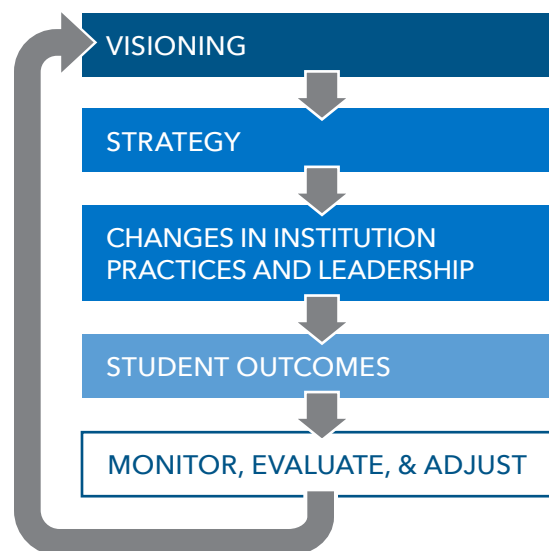 VISIONING
STRATEGY
CHANGES IN INSTITUTION
PRACTICES AND LEADERSHIP
STUDENT OUTCOMES
MONITOR, EVALUATE, & ADJUST